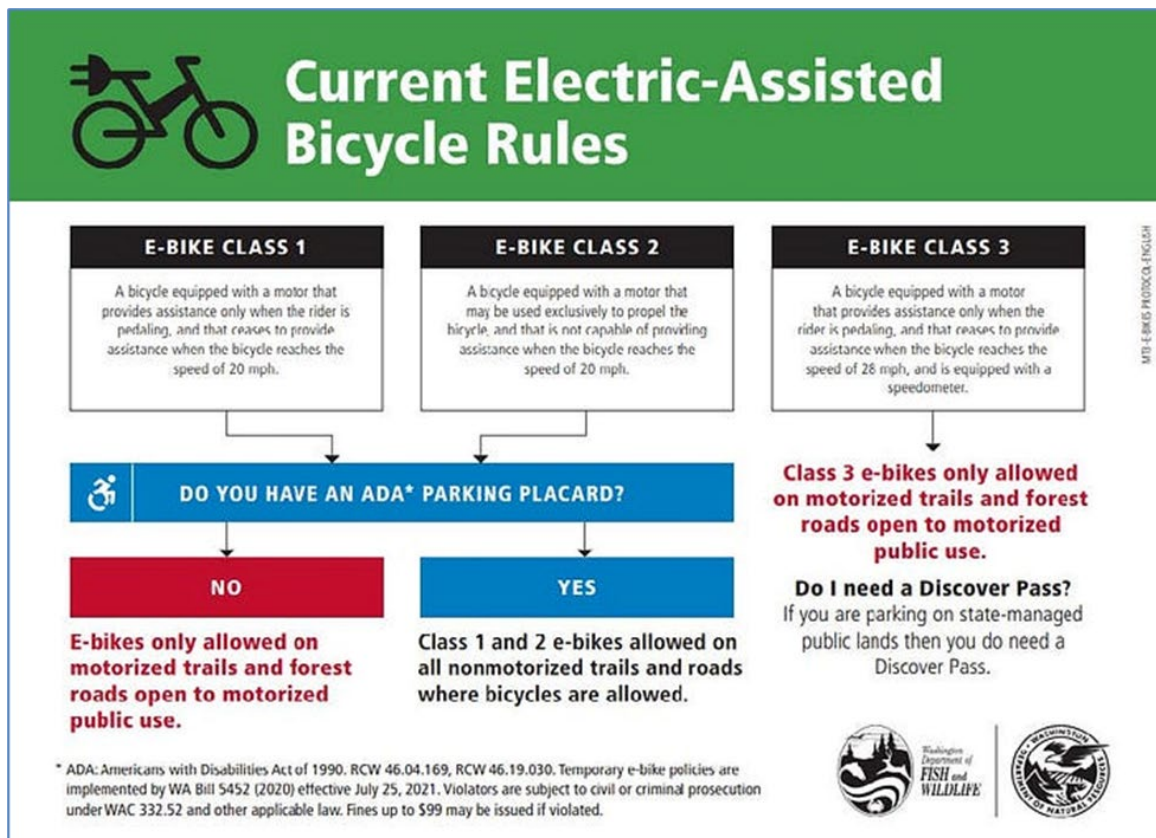 Current Electric-Assisted
Bicycle Rules
E-BIKE CLASS 1
A bicycle equipped with a motor that
provides assistance only when the rider is
pedaling, and that ceases to provide
assistance when the bicycle reaches the
speed of 20 mph.
E-BIKE CLASS 2
A bicycle equipped with a motor that
may be used exclusively to propel the
bicycle, and that is not capable of providing
assistance when the bicycle reaches the
speed of 20 mph.
E-BIKE CLASS 3
A bicycle equipped with a motor
that provides assistance only when the
rider is pedaling, and that ceases to provide
assistance when the bicycle reaches the
speed of 28 mph, and is equipped with a
speedometer.
MTB-E-BIKES PROTOCOL-ENGLISH
DO YOU HAVE AN ADA* PARKING PLACARD?
NO
E-bikes only allowed on
motorized trails and forest
roads open to motorized
public use.
YES
Class 1 and 2 e-bikes allowed on
all nonmotorized trails and roads
where bicycles are allowed.
Class 3 e-bikes only allowed
on motorized trails and forest
roads open to motorized
public use.
Do I need a Discover Pass?
If you are parking on state-managed
public lands then you do need a
Discover Pass.
* ADA: Americans with Disabilities Act of 1990. RCW 46.04.169, RCW 46.19.030. Temporary e-bike policies are
implemented by WA Bill 5452 (2020) effective July 25, 2021. Violators are subject to civil or criminal prosecution
under WAC 332.52 and other applicable law. Fines up to $99 may be issued if violated.
Washington
Department of
FISH and
WILDLIFE
WASHINGTON
DEPARTMENT OF NATURAL RESOURCES